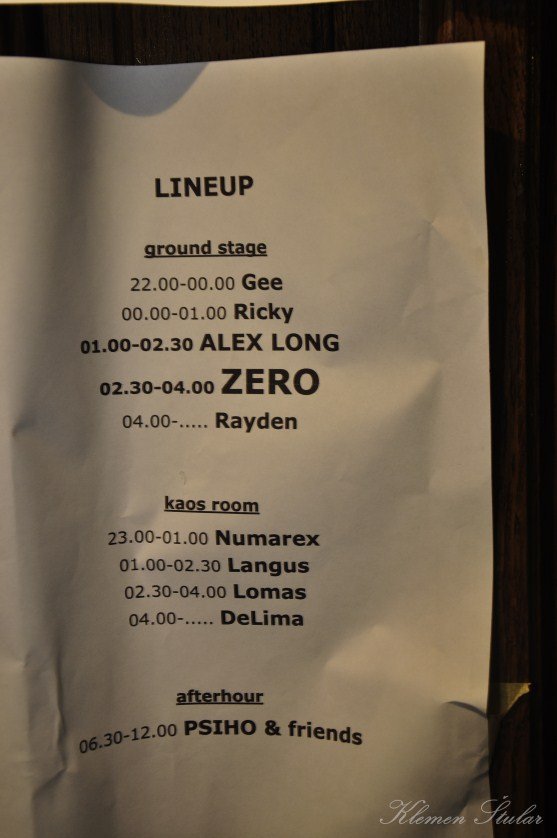 LINEUP
ground stage
22.00-00.00 Gee
00.00-01.00 Ricky
01.00-02.30 ALEX LONG
02.30-04.00 ZERO
04.00-..... Rayden
kaos room
23.00-01.00 Numarex
01.00-02.30 Langus
02.30-04.00 Lomas
04.00-..... DeLima
afterhour
06.30-12.00 PSIHO & friends
Klemen Štular